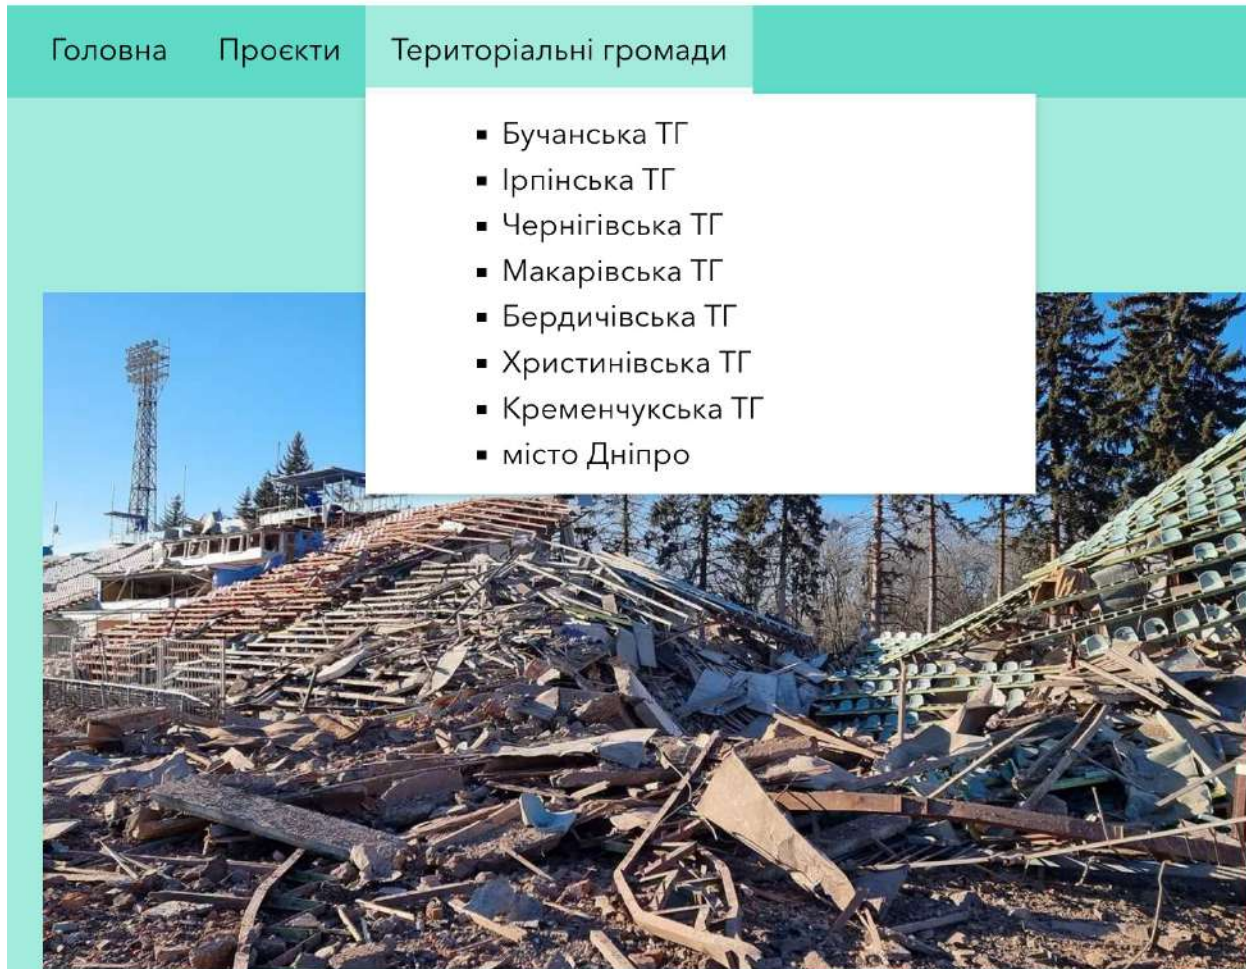 Головна Проєкти Територіальні громади
Бучанська ТГ
Ірпінська ТГ
Чернігівська ТГ
Макарівська ТГ
Бердичівська ТГ
Христинівська ТГ
Кременчукська ТГ
місто Дніпро